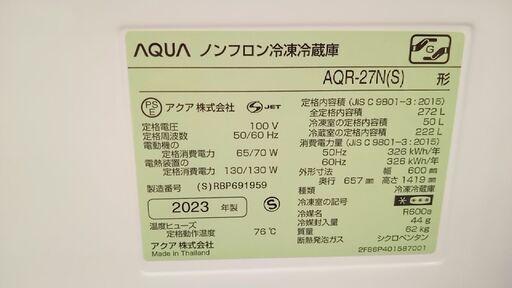 AQUA ノンフロン冷凍冷蔵庫
G
AQR-27N(S) 形
PS
E
アクア株式会社
S JET
定格電圧 100 V
定格周波数 50/60 Hz
電動機の
定格消費電力 65/70 W
電熱装置の
定格消費電力 130/130 W
製造番号 (S)RBP691959
2023 年製
S
温度ヒューズ
定格動作温度 76℃
アクア株式会社
Made in Thailand
定格内容積 (JIS C 9801-3:2015)
全定格内容積 272 L
冷凍室の定格内容積 50 L
冷蔵室の定格内容積 222 L
消費電力量 (JIS C 9801-3:2015)
50Hz 326 kWh/年
60Hz 326 kWh/年
外形寸法 幅 600 mm
奥行 657 mm 高さ 1419 mm
種類 冷凍冷蔵庫
冷凍室の記号
冷媒名 R600a
冷媒封入量 44 g
質量 62 kg
断熱発泡ガス シクロペンタン
2FS6P401587001